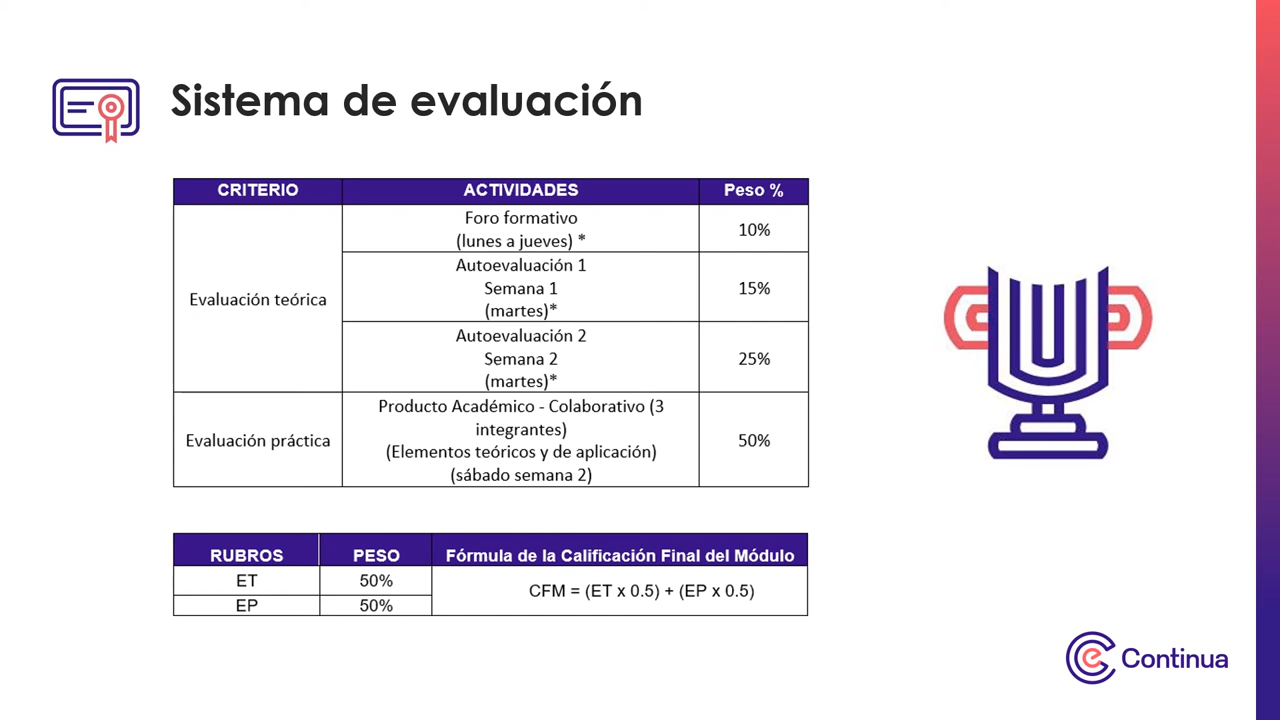 Sistema de evaluación
CRITERIO ACTIVIDADES Peso %
Evaluación teórica
Foro formativo
(lunes a jueves) *
10%
Autoevaluación 1
Semana 1
(martes)*
15%
Autoevaluación 2
Semana 2
(martes)*
25%
Evaluación práctica
Producto Académico - Colaborativo (3
integrantes)
(Elementos teóricos y de aplicación)
(sábado semana 2)
50%
RUBROS PESO Fórmula de la Calificación Final del Módulo
ET 50%
EP 50%
CFM = (ET x 0.5) + (EP x 0.5)
e Continua